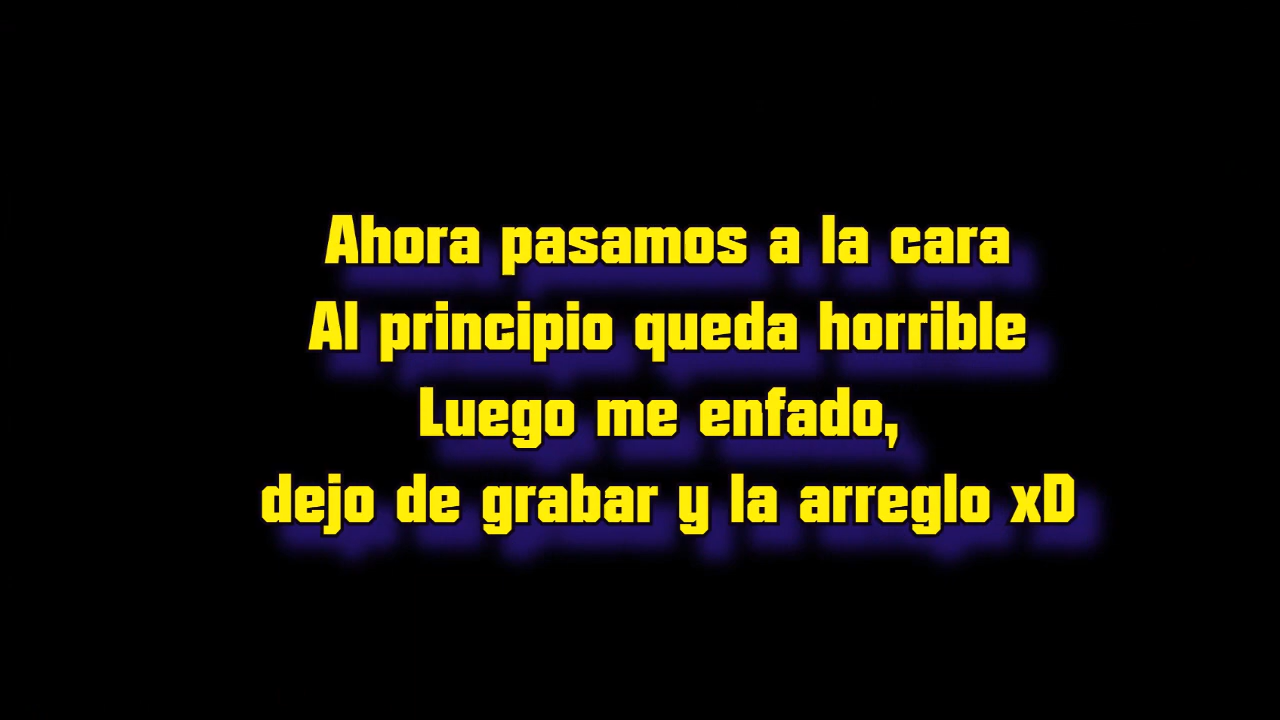 Ahora pasamos a la cara
Al principio queda horrible
Luego me enfado,
dejo de grabar y la arreglo xD